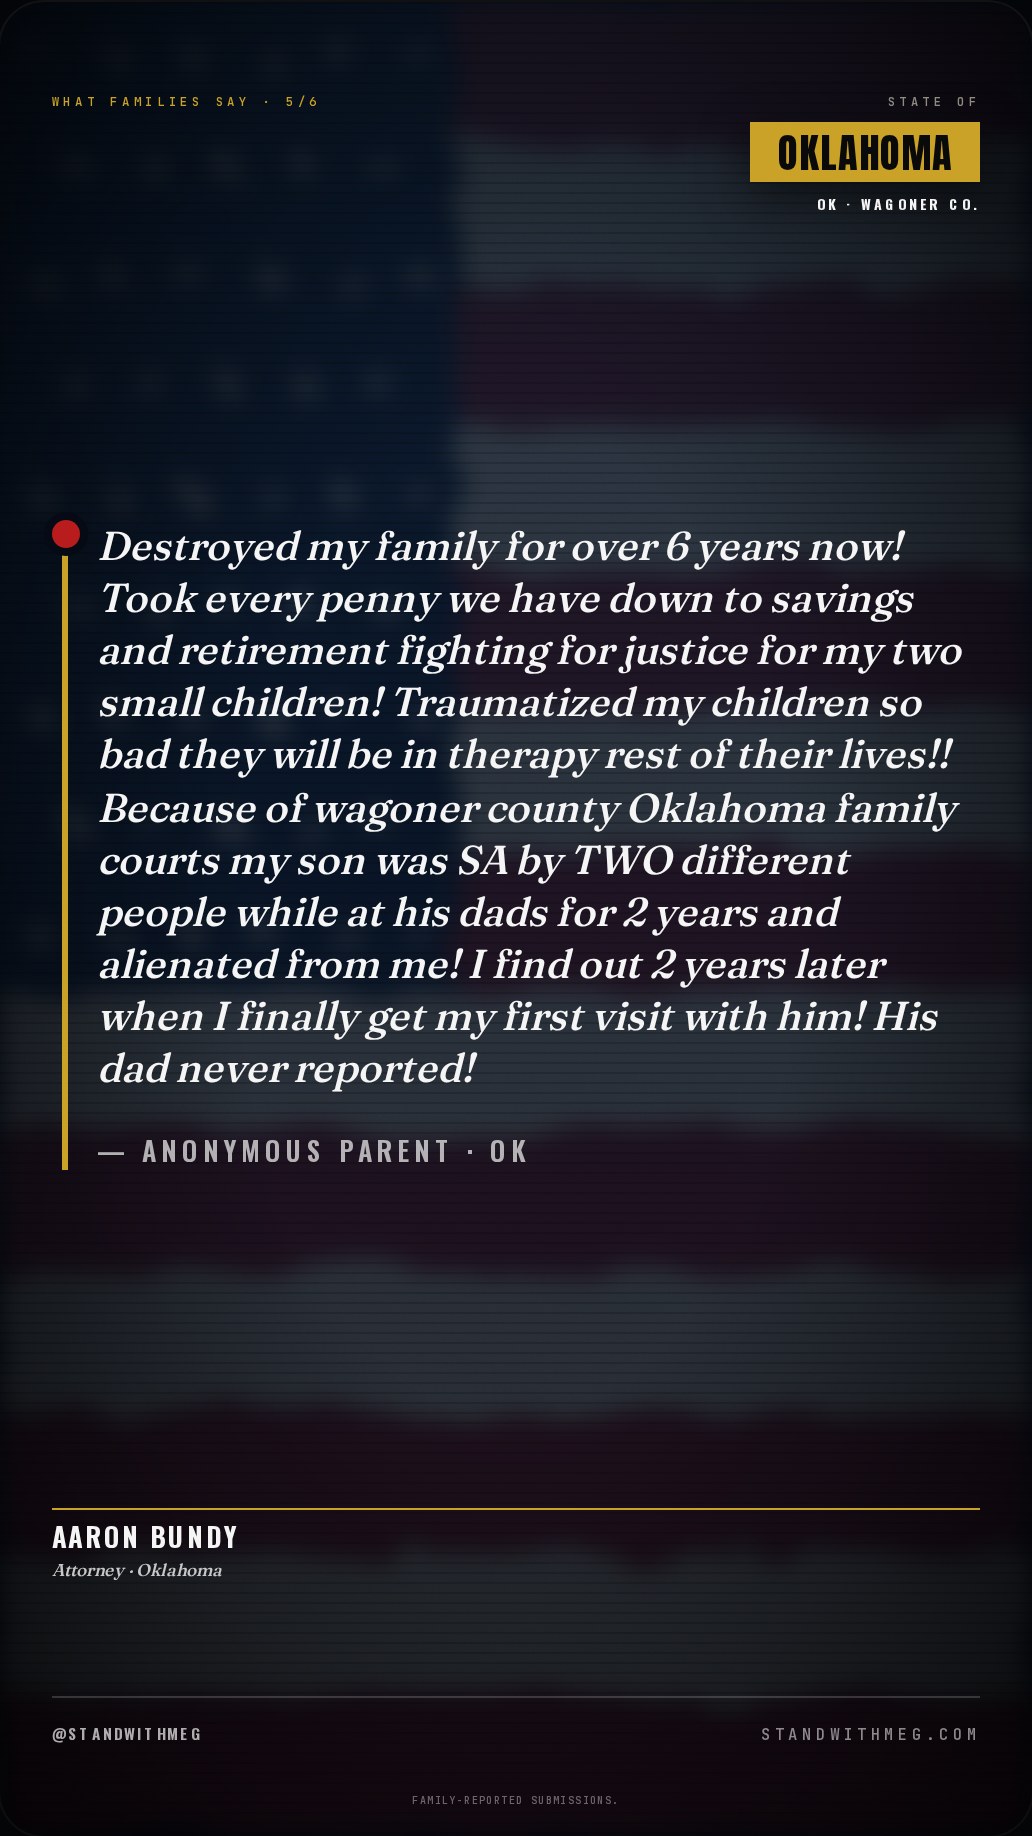 WHAT FAMILIES SAY · 5/6
STATE OF
OKLAHOMA
OK · WAGONER CO.
Destroyed my family for over 6 years now!
Took every penny we have down to savings
and retirement fighting for justice for my two
small children! Traumatized my children so
bad they will be in therapy rest of their lives!!
Because of wagoner county Oklahoma family
courts my son was SA by TWO different
people while at his dads for 2 years and
alienated from me! I find out 2 years later
when I finally get my first visit with him! His
dad never reported!
— ANONYMOUS PARENT · OK
AARON BUNDY
Attorney · Oklahoma
@STANDWITHMEG
STANDWITHMEG.COM
FAMILY-REPORTED SUBMISSIONS.